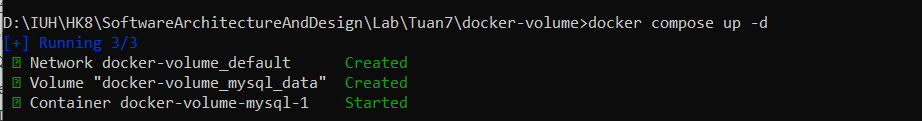 D:\IUH\HK8\SoftwareArchitectureAndDesign\Lab\Tuan7\docker-volume>docker compose up -d
[+] Running 3/3
Network docker-volume_default Created
Volume "docker-volume_mysql_data" Created
Container docker-volume-mysql-1 Started